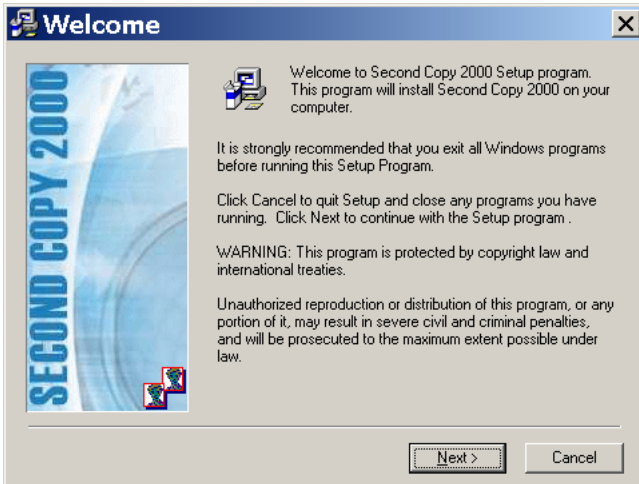 Welcome
SECOND COPY 2000
Welcome to Second Copy 2000 Setup program.
This program will install Second Copy 2000 on your
computer.
It is strongly recommended that you exit all Windows programs
before running this Setup Program.
Click Cancel to quit Setup and close any programs you have
running.  Click Next to continue with the Setup program .
WARNING: This program is protected by copyright law and
international treaties.
Unauthorized reproduction or distribution of this program, or any
portion of it, may result in severe civil and criminal penalties,
and will be prosecuted to the maximum extent possible under
law.
Next >
Cancel